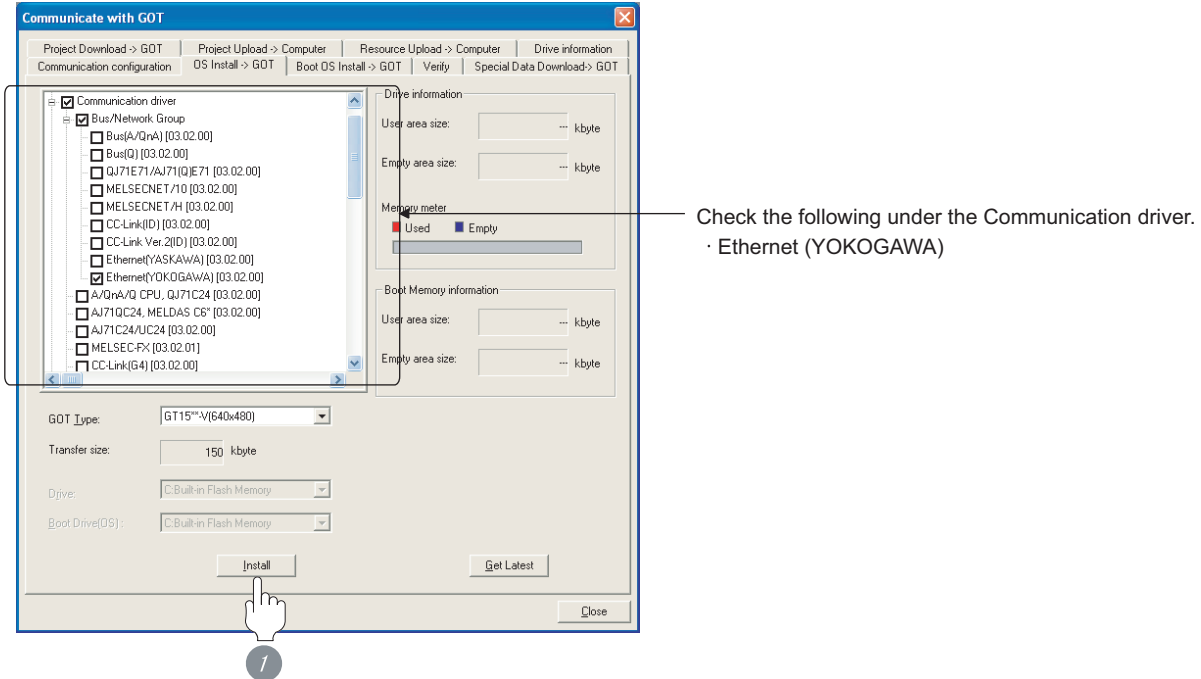 Communicate with GOT
Project Download -> GOT
Project Upload -> Computer
Resource Upload -> Computer
Drive information
Communication configuration
OS Install -> GOT
Boot OS Install -> GOT
Verify
Special Data Download-> GOT
Communication driver
Bus/Network Group
Bus(A/QnA) [03.02.00]
Bus(Q) [03.02.00]
QJ71E71/AJ71(Q)E71 [03.02.00]
MELSECNET/10 [03.02.00]
MELSECNET/H [03.02.00]
CC-Link(ID) [03.02.00]
CC-Link Ver.2(ID) [03.02.00]
Ethernet(YASKAWA) [03.02.00]
Ethernet(YOKOGAWA) [03.02.00]
A/QnA/Q CPU, QJ71C24 [03.02.00]
AJ71QC24, MELDAS C6* [03.02.00]
AJ71C24/UC24 [03.02.00]
MELSEC-FX [03.02.01]
CC-Link(G4) [03.02.00]
Drive information
User area size:
--- kbyte
Empty area size:
--- kbyte
Memory meter
Used
Empty
Boot Memory information
User area size:
--- kbyte
Empty area size:
--- kbyte
Check the following under the Communication driver.
· Ethernet (YOKOGAWA)
GOT Type:
GT15**-V(640x480)
Transfer size:
150 kbyte
Drive:
C:Built-in Flash Memory
Boot Drive(OS) :
C:Built-in Flash Memory
Install
Get Latest
Close
1